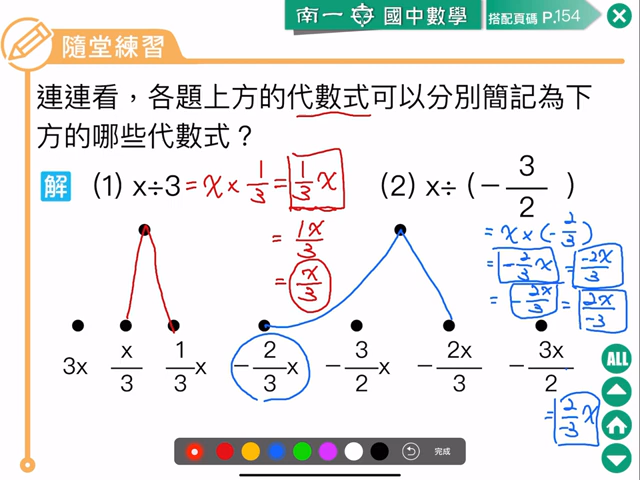 南一 國中數學
搭配頁碼 P.154
隨堂練習
連連看，各題上方的代數式可以分別簡記為下
方的哪些代數式？
解 (1) x÷3 = x × 1/3 = 1/3 x
= 1x/3
= x/3
(2) x÷(−3/2)
= x × (−2/3)
= −2/3 x = −2x/3
= −2x/3 = 2x/−3
= 2/−3 x
3x x/3 1/3 x −2/3 x −3/2 x −2x/3 −3x/2
ALL
完成